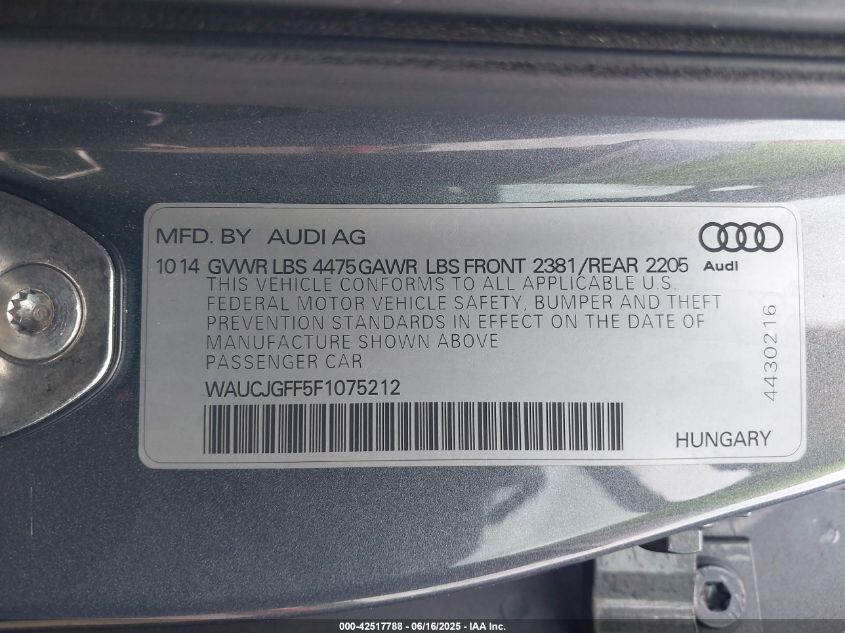 MFD. BY AUDI AG
1014 GVWR LBS 4475 GAWR LBS FRONT 2381/REAR 2205
Audi
THIS VEHICLE CONFORMS TO ALL APPLICABLE U.S.
FEDERAL MOTOR VEHICLE SAFETY, BUMPER AND THEFT
PREVENTION STANDARDS IN EFFECT ON THE DATE OF
MANUFACTURE SHOWN ABOVE
PASSENGER CAR
WAUCJGFF5F1075212
4430216
HUNGARY
000-42517788 - 06/16/2025 - IAA Inc.